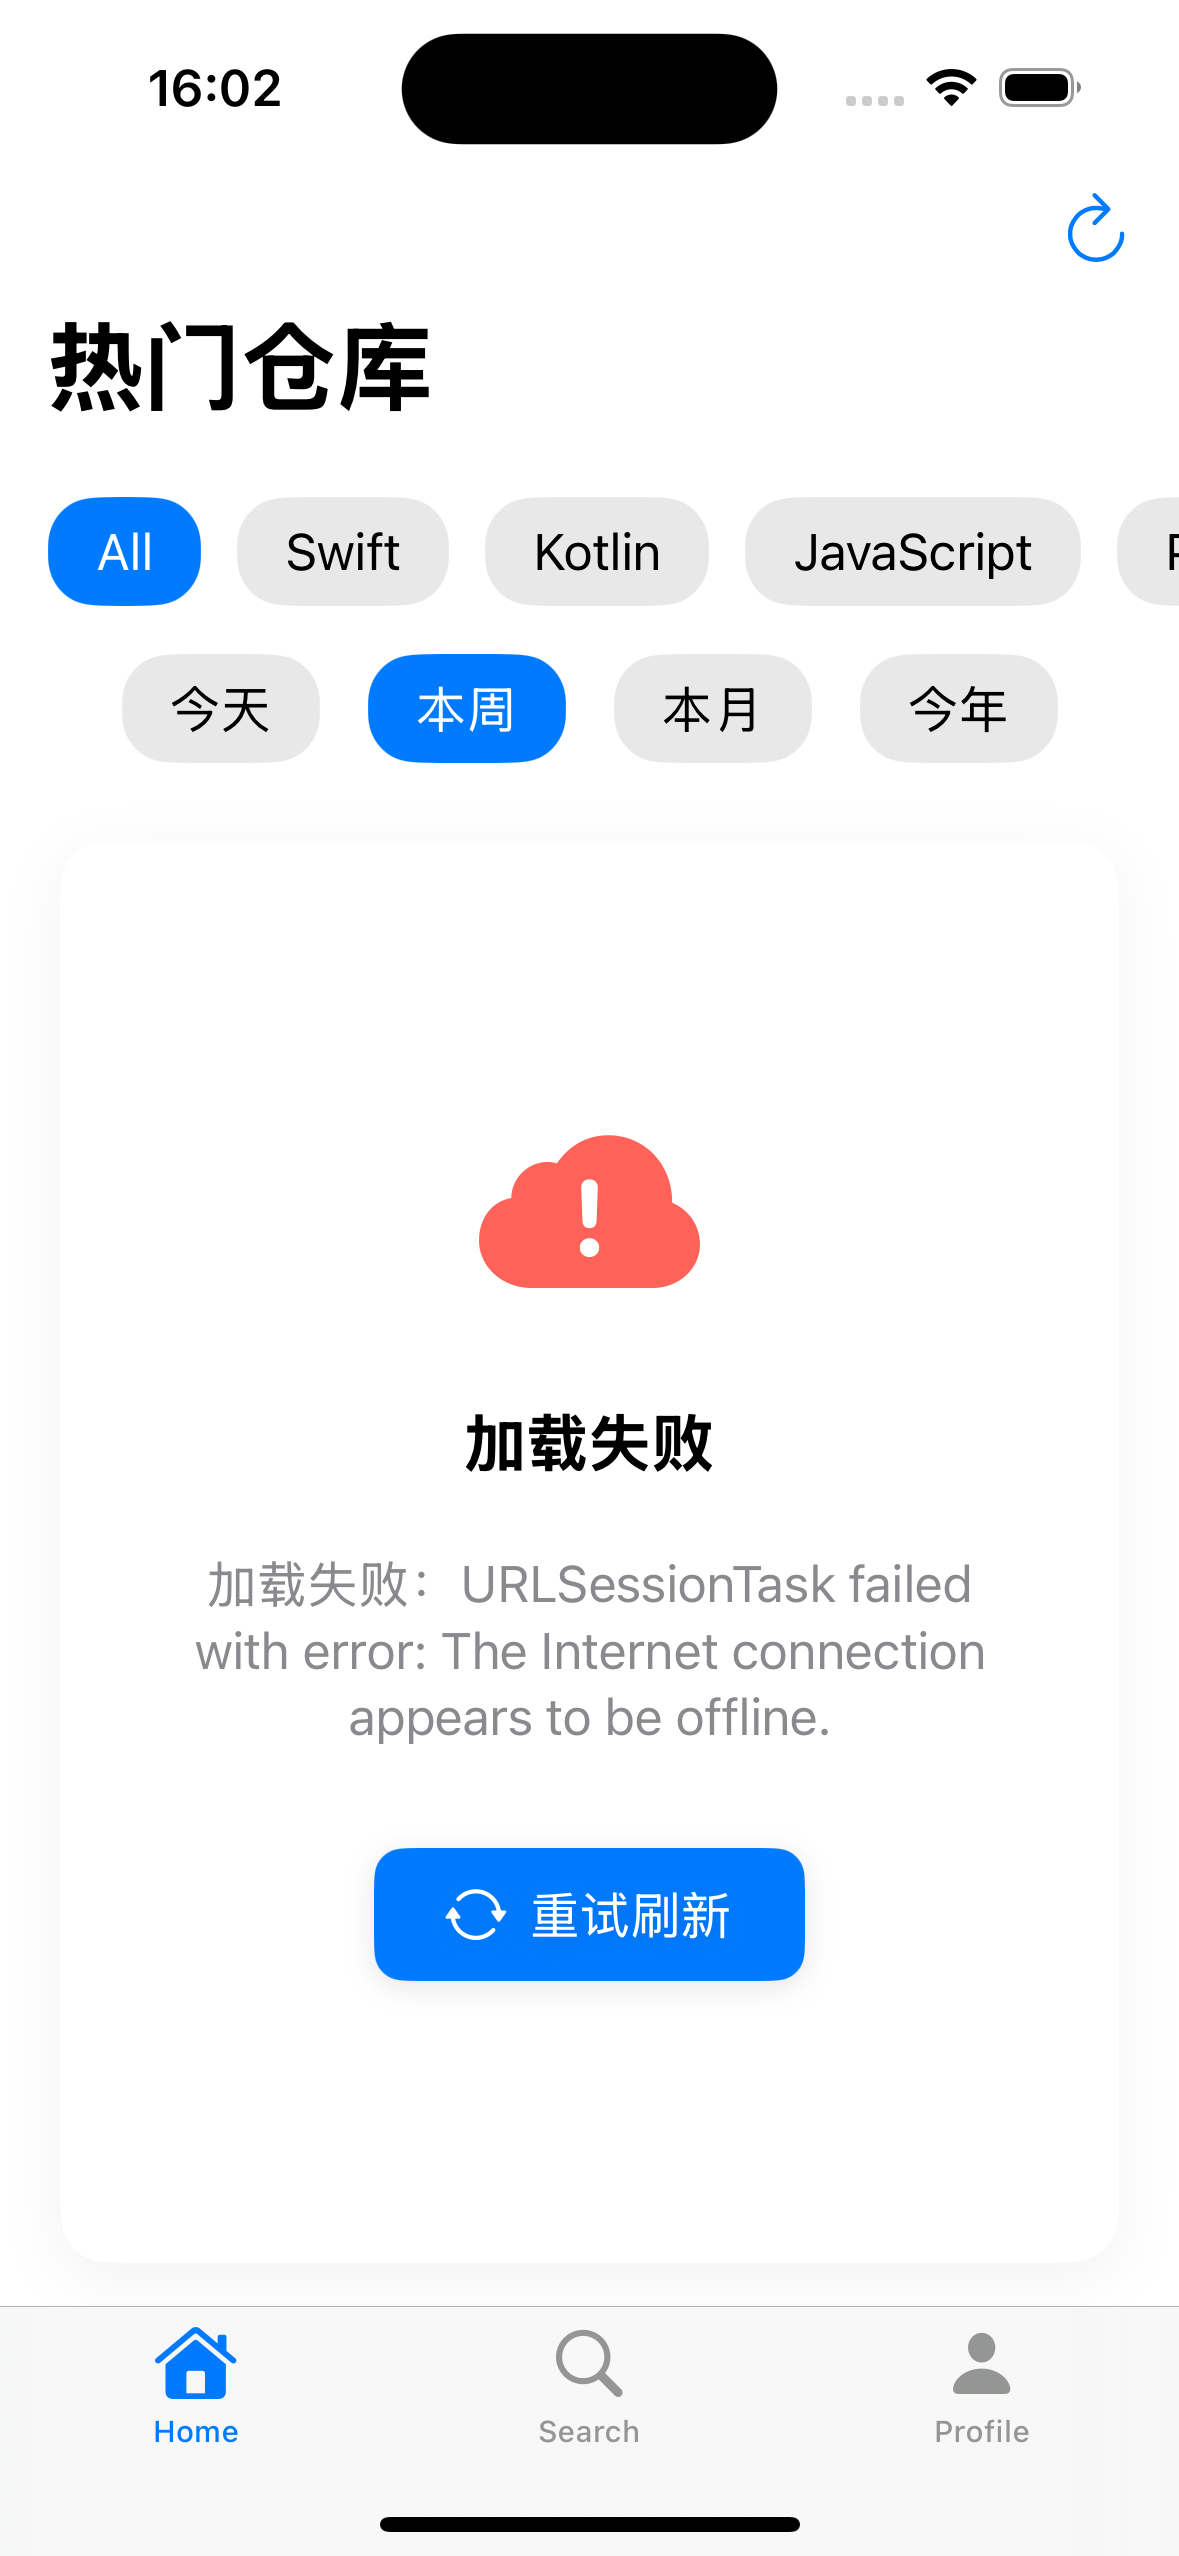 16:02
热门仓库
All
Swift
Kotlin
JavaScript
今天
本周
本月
今年
加载失败
加载失败：URLSessionTask failed
with error: The Internet connection
appears to be offline.
重试刷新
Home
Search
Profile